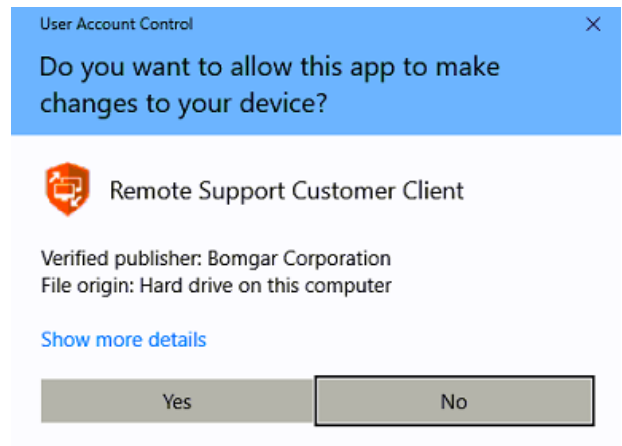 User Account Control
Do you want to allow this app to make
changes to your device?
Remote Support Customer Client
Verified publisher: Bomgar Corporation
File origin: Hard drive on this computer
Show more details
Yes
No